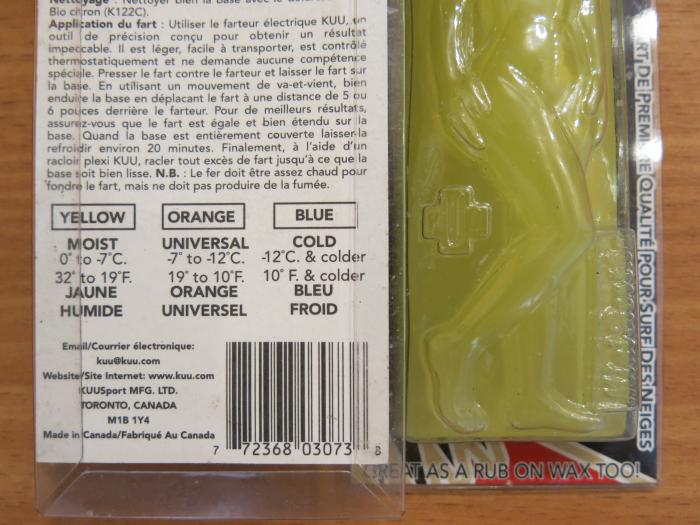 Nettoyage : Nettoyer bien la base avec le
Bio citron (K122C).
Application du fart : Utiliser le farteur électrique KUU, un
outil de précision conçu pour obtenir un résultat
impeccable. Il est léger, facile à transporter, est contrôlé
thermostatiquement et ne demande aucune compétence
spéciale. Presser le fart contre le farteur et laisser le fart sur
la base. En utilisant un mouvement de va-et-vient, bien
enduire la base en déplacant le fart à une distance de 5 ou
6 pouces derrière le farteur. Pour de meilleurs résultats,
assurez-vous que le fart est égale et bien étendu sur la
base. Quand la base est entièrement couverte laisser-la
refroidir environ 20 minutes. Finalement, à l'aide d'un
racloir plexi KUU, racler tout excès de fart jusqu'à ce que la
base soit bien lisse. N.B. : Le fer doit être assez chaud pour
fondre le fart, mais ne doit pas produire de la fumée.
YELLOW ORANGE BLUE
MOIST UNIVERSAL COLD
0° to -7°C. -7° to -12°C. -12°C. & colder
32° to 19°F. 19° to 10°F. 10° F. & colder
JAUNE ORANGE BLEU
HUMIDE UNIVERSEL FROID
Email/Courrier électronique:
kuu@kuu.com
Website/Site Internet: www.kuu.com
KUUSport MFG. LTD.
TORONTO, CANADA
M1B 1Y4
Made in Canada/Fabriqué Au Canada
7 72368 03073 8
GREAT AS A RUB ON WAX TOO!
ART DE PREMIÈRE QUALITÉ POUR SURF DES NEIGES